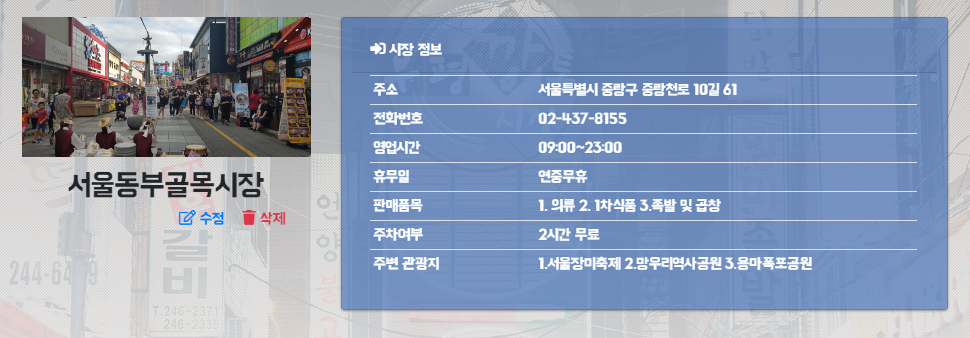 시장 정보
주소 서울특별시 중랑구 중랑천로 10길 61
전화번호 02-437-8155
영업시간 09:00~23:00
휴무일 연중무휴
판매품목 1. 의류 2. 1차식품 3.족발 및 곱창
주차여부 2시간 무료
주변 관광지 1.서울장미축제 2.망우리역사공원 3.용마폭포공원
서울동부골목시장
수정 삭제
갈
비
T.246-2371